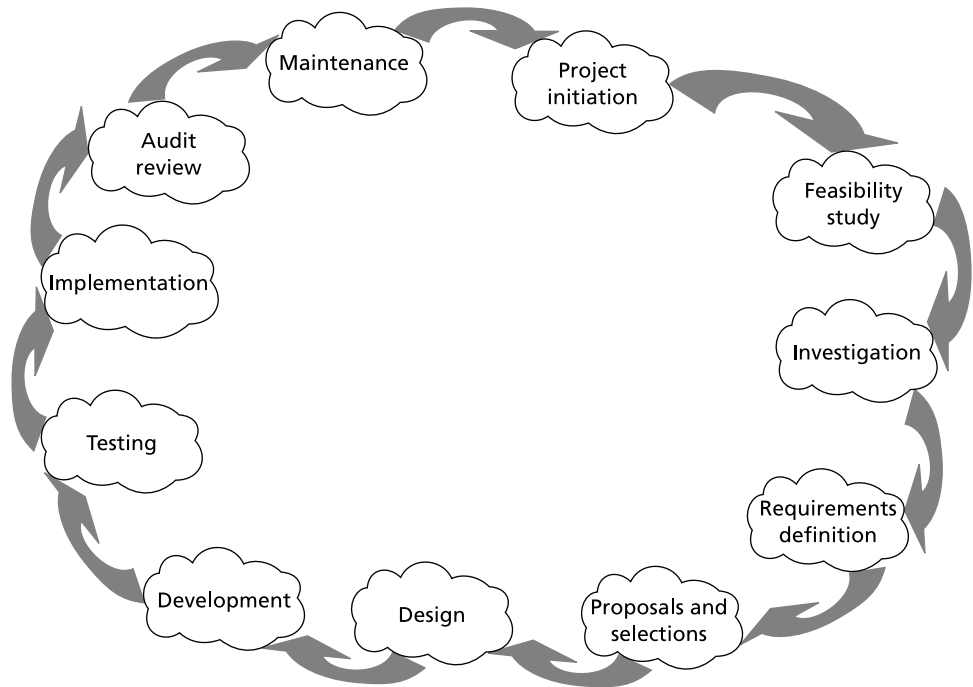 Maintenance
Project
initiation
Feasibility
study
Investigation
Requirements
definition
Proposals and
selections
Design
Development
Testing
Implementation
Audit
review